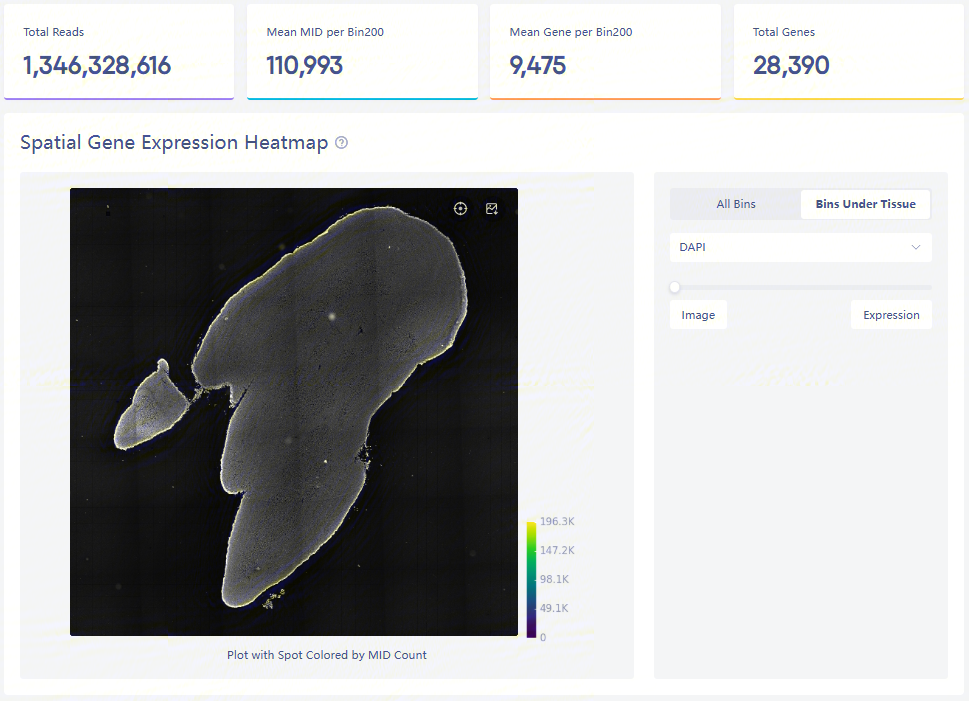 Total Reads
1,346,328,616
Mean MID per Bin200
110,993
Mean Gene per Bin200
9,475
Total Genes
28,390
Spatial Gene Expression Heatmap
All Bins
Bins Under Tissue
DAPI
Image
Expression
196.3K
147.2K
98.1K
49.1K
0
Plot with Spot Colored by MID Count